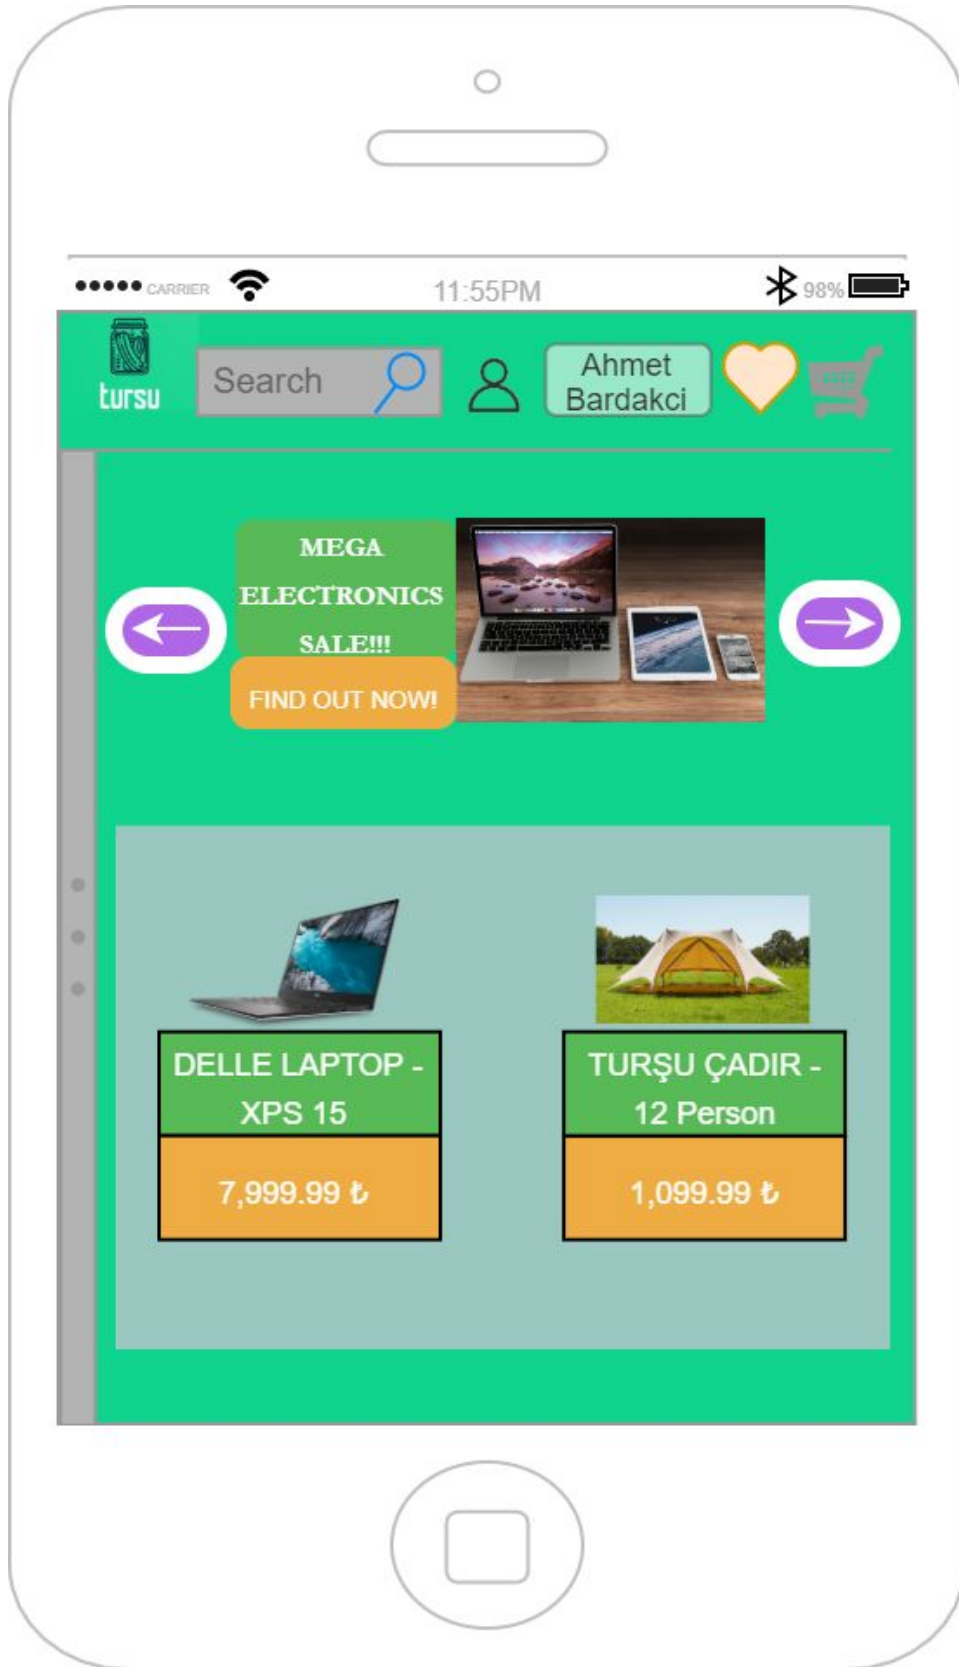 CARRIER
11:55PM
98%
tursu
Search
Ahmet
Bardakci
MEGA
ELECTRONICS
SALE!!!
FIND OUT NOW!
DELLE LAPTOP -
XPS 15
7,999.99 ₺
TURŞU ÇADIR -
12 Person
1,099.99 ₺